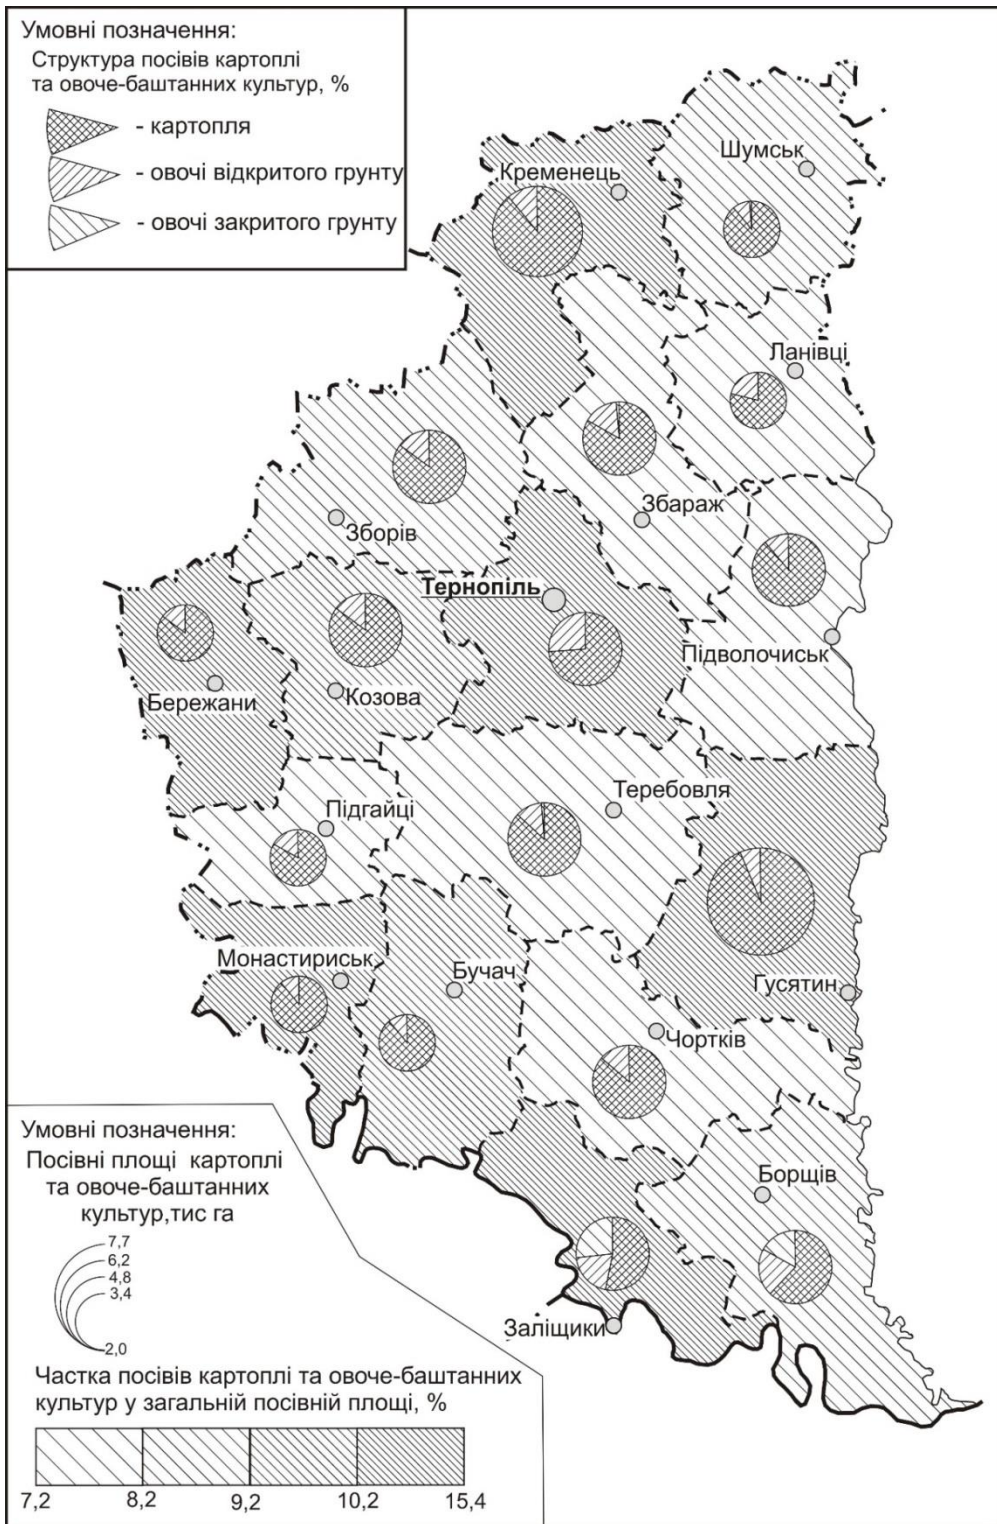 Умовні позначення:
Структура посівів картоплі
та овоче-баштанних культур, %
- картопля
- овочі відкритого грунту
- овочі закритого грунту
Шумськ
Кременець
Ланівці
Збараж
Зборів
Тернопіль
Підволочиськ
Бережани
Козова
Теребовля
Підгайці
Монастириськ
Бучач
Гусятин
Чортків
Борщів
Заліщики
Умовні позначення:
Посівні площі картоплі
та овоче-баштанних
культур,тис га
7,7
6,2
4,8
3,4
2,0
Частка посівів картоплі та овоче-баштанних
культур у загальній посівній площі, %
7,2 8,2 9,2 10,2 15,4